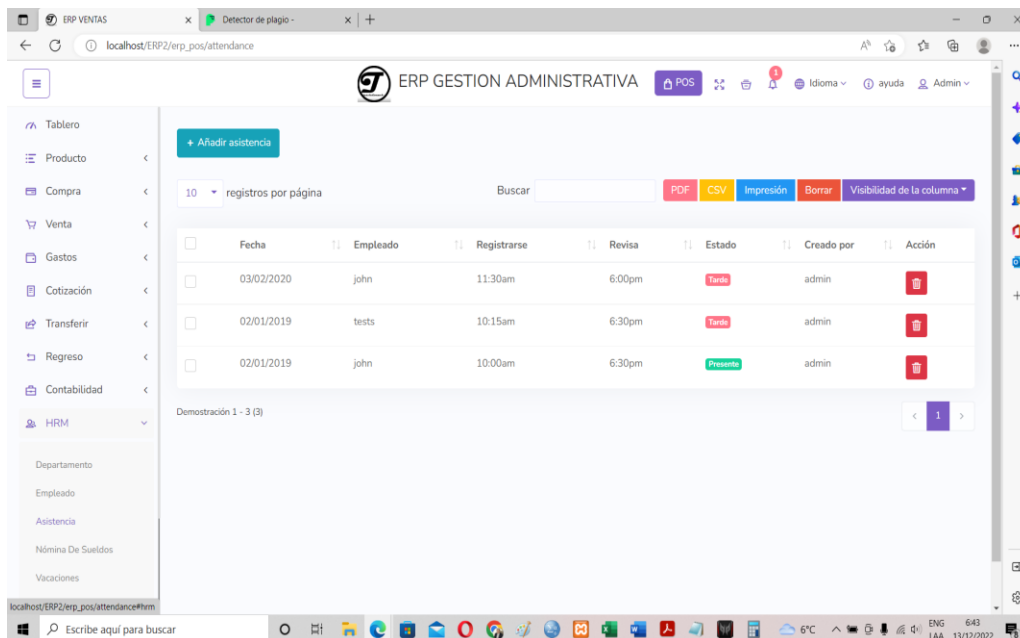 ERP VENTAS
Detector de plagio -
localhost/ERP2/erp_pos/attendance
ERP GESTION ADMINISTRATIVA
POS
1
Idioma
ayuda
Admin
Tablero
Producto
Compra
Venta
Gastos
Cotización
Transferir
Regreso
Contabilidad
HRM
Departamento
Empleado
Asistencia
Nómina De Sueldos
Vacaciones
+ Añadir asistencia
10 registros por página
Buscar
PDF CSV Impresión Borrar Visibilidad de la columna
Fecha Empleado Registrarse Revisa Estado Creado por Acción
03/02/2020 john 11:30am 6:00pm Tarde admin
02/01/2019 tests 10:15am 6:30pm Tarde admin
02/01/2019 john 10:00am 6:30pm Presente admin
Demostración 1 - 3 (3)
1
localhost/ERP2/erp_pos/attendance#hrm
Escribe aquí para buscar
6°C
ENG
LAA
6:43
13/12/2022